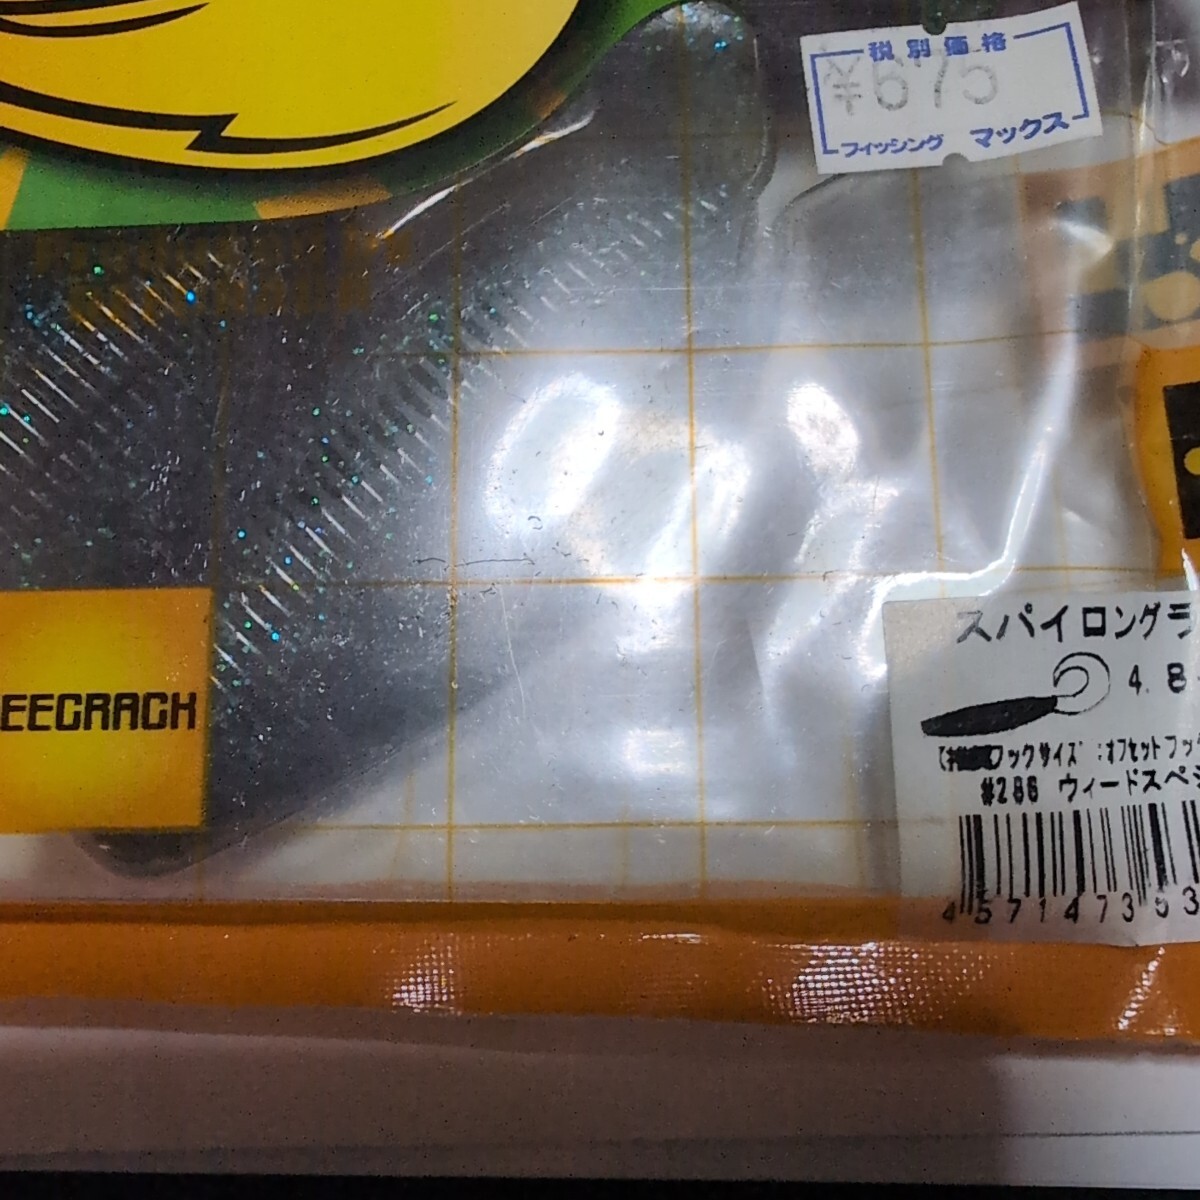 税別価格
¥675
フィッシング マックス
EECRACK
スパイロングラ
4.8
フックサイズ :オフセットフック
#286 ウィードスペシ
4571473